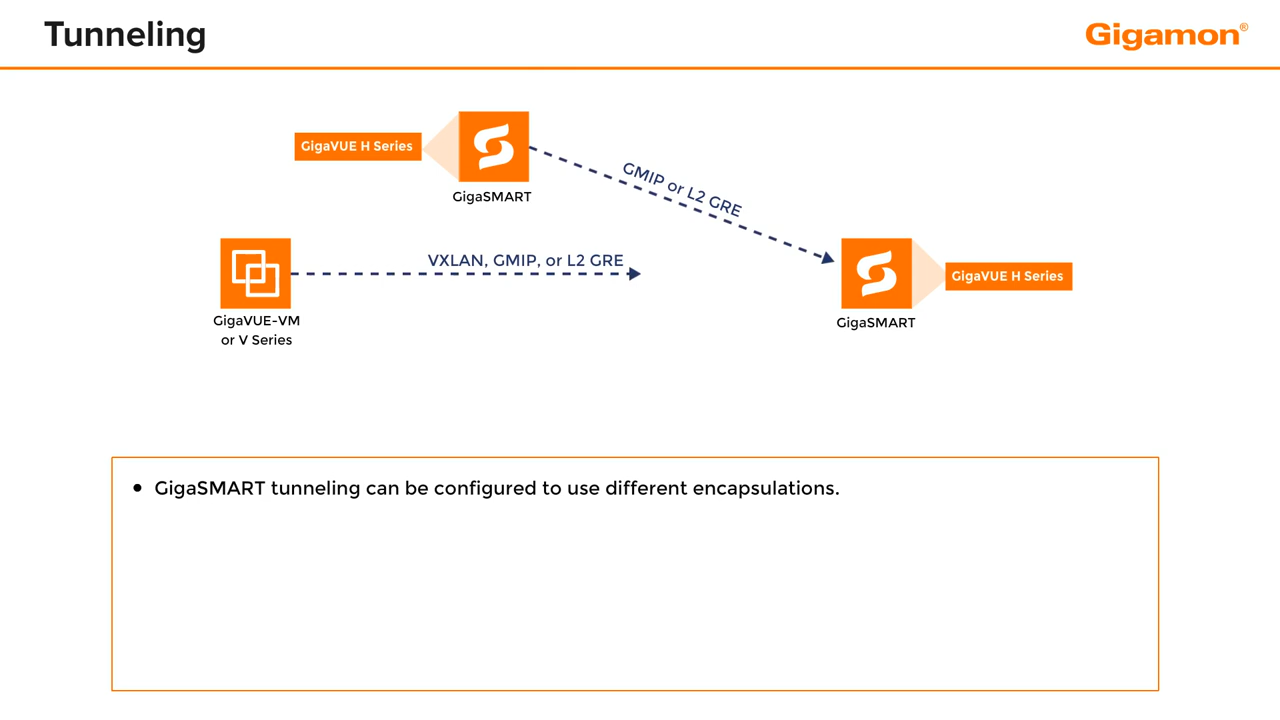 Tunneling
Gigamon®
GigaVUE H Series
GigaSMART
GMIP or L2 GRE
VXLAN, GMIP, or L2 GRE
GigaVUE H Series
GigaVUE-VM
or V Series
GigaSMART
• GigaSMART tunneling can be configured to use different encapsulations.